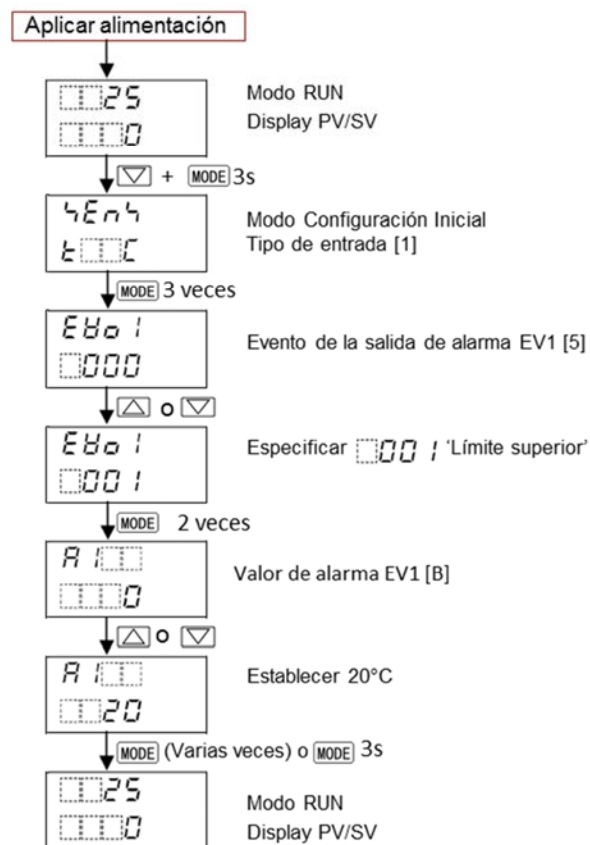 Aplicar alimentación
25
0
Modo RUN
Display PV/SV
▽ + MODE 3s
SEnS
t C
Modo Configuración Inicial
Tipo de entrada [1]
MODE 3 veces
EVo1
000
Evento de la salida de alarma EV1 [5]
△ o ▽
EVo1
001
Especificar 001 'Límite superior'
MODE 2 veces
A1
0
Valor de alarma EV1 [B]
△ o ▽
A1
20
Establecer 20°C
MODE (Varias veces) o MODE 3s
25
0
Modo RUN
Display PV/SV